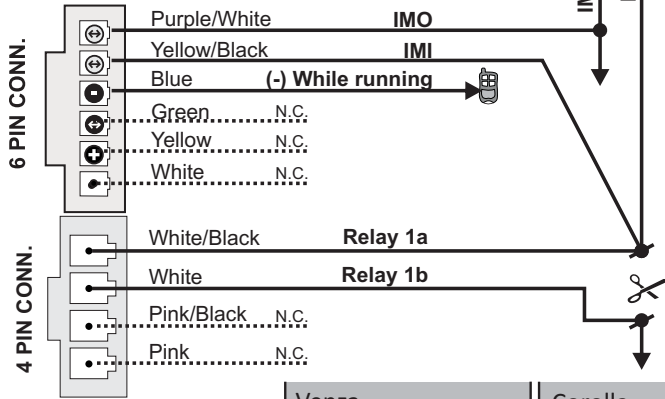 6 PIN CONN.
Purple/White IMO
Yellow/Black IMI
Blue (-) While running
Green N.C.
Yellow N.C.
White N.C.
4 PIN CONN.
White/Black Relay 1a
White Relay 1b
Pink/Black N.C.
Pink N.C.
Venza
Corolla